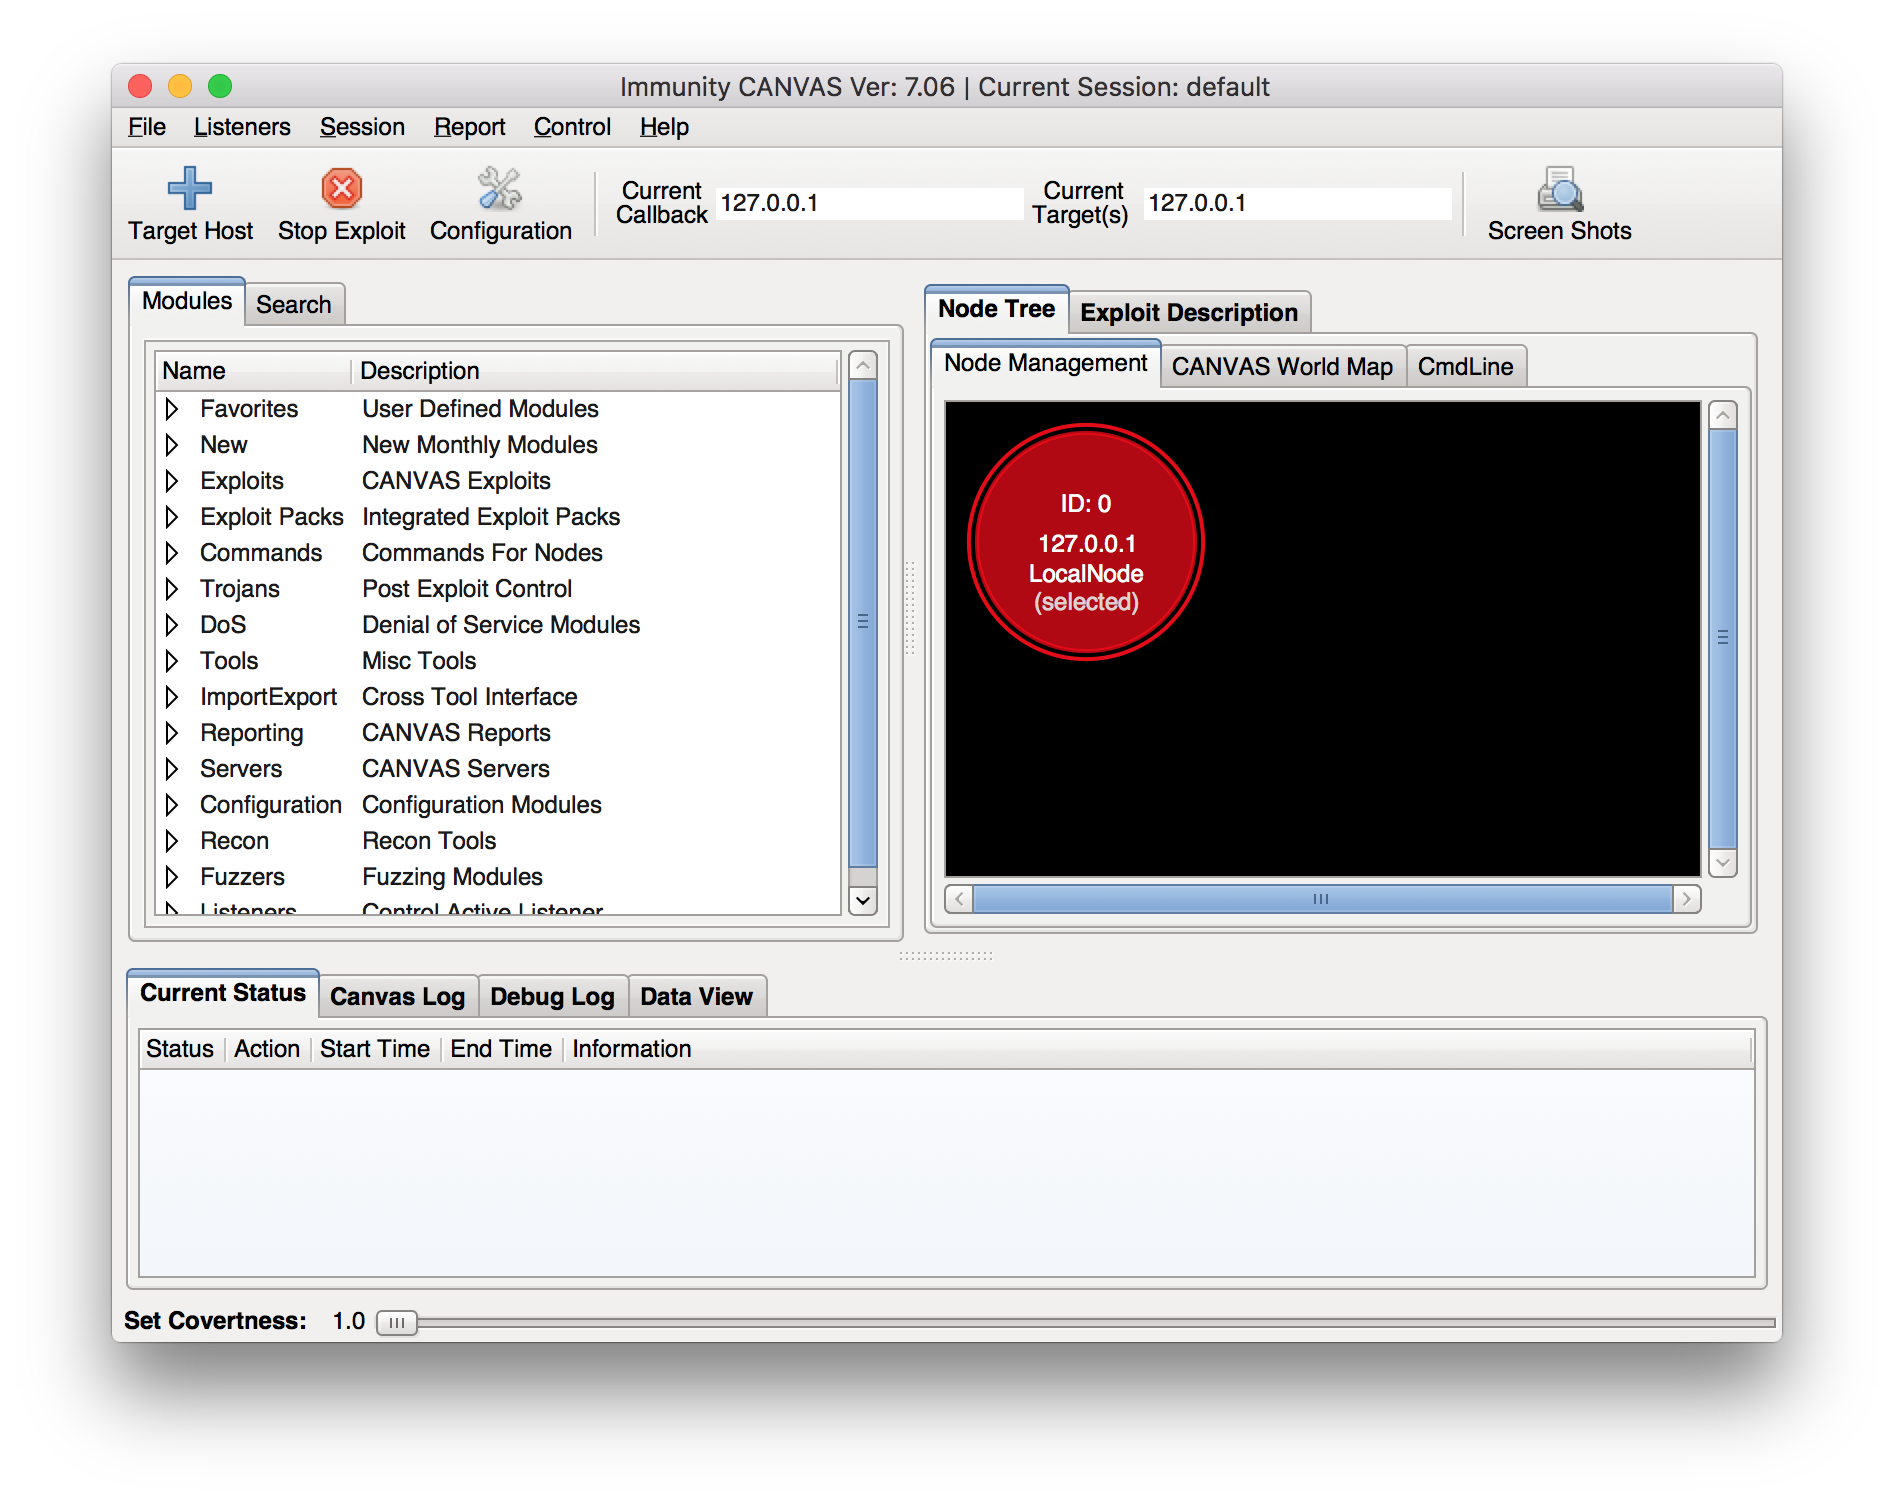 Immunity CANVAS Ver: 7.06 | Current Session: default
File Listeners Session Report Control Help
Target Host
Stop Exploit
Configuration
Current
Callback
127.0.0.1
Current
Target(s)
127.0.0.1
Screen Shots
Modules Search
Name Description
Favorites User Defined Modules
New New Monthly Modules
Exploits CANVAS Exploits
Exploit Packs Integrated Exploit Packs
Commands Commands For Nodes
Trojans Post Exploit Control
DoS Denial of Service Modules
Tools Misc Tools
ImportExport Cross Tool Interface
Reporting CANVAS Reports
Servers CANVAS Servers
Configuration Configuration Modules
Recon Recon Tools
Fuzzers Fuzzing Modules
Listeners Control Active Listener
Node Tree Exploit Description
Node Management CANVAS World Map CmdLine
ID: 0
127.0.0.1
LocalNode
(selected)
Current Status Canvas Log Debug Log Data View
Status Action Start Time End Time Information
Set Covertness: 1.0